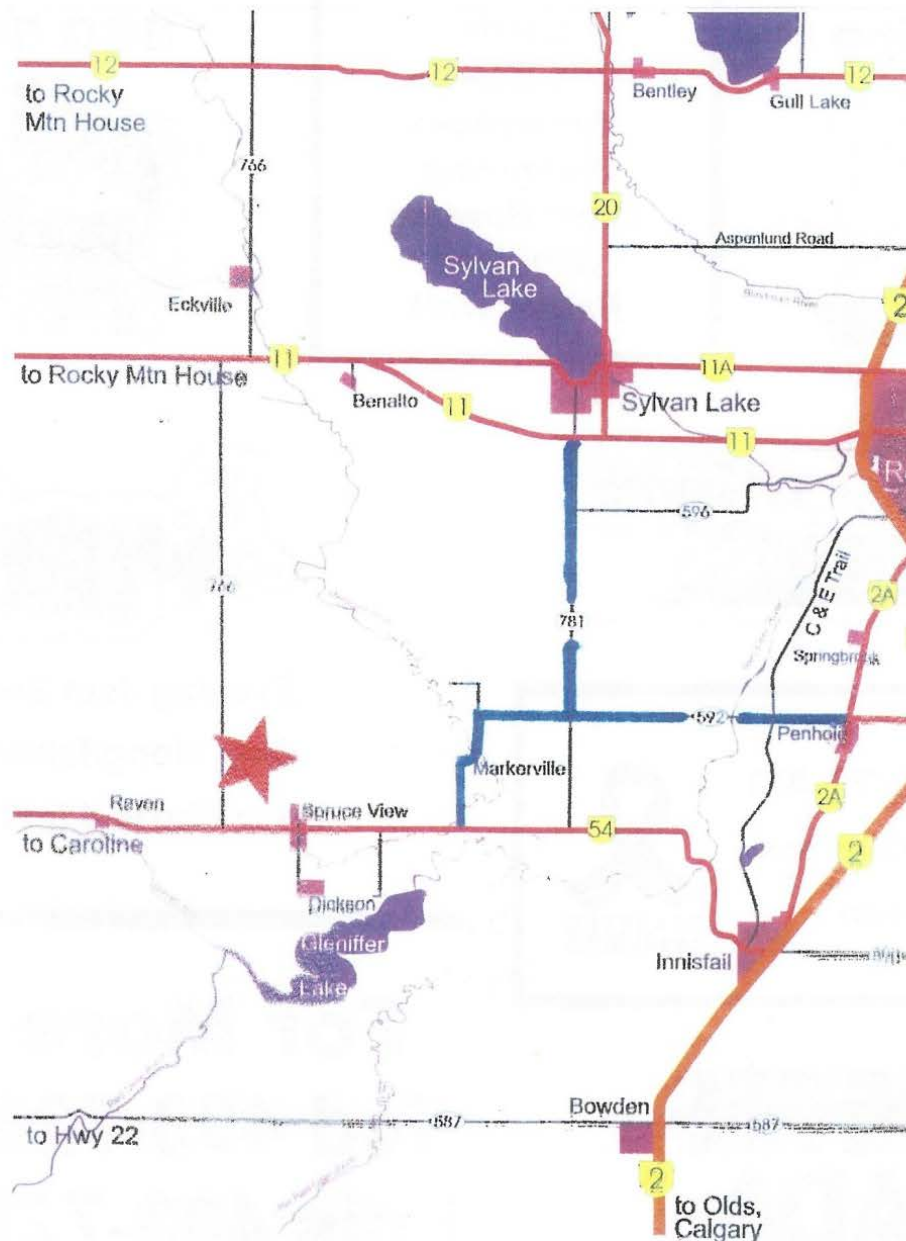 12
12
12
to Rocky
Mtn House
Bentley
Gull Lake
766
20
Aspenlund Road
Sylvan
Lake
Eckville
Blindman River
2
11
11A
to Rocky Mtn House
Benalto
11
Sylvan Lake
11
R
596
766
C & E Trail
2A
781
Springbrook
592
Penhold
Markerville
2A
Raven
Spruce View
54
2
to Caroline
Dickson
Gleniffer
Lake
Innisfail
Bowden
587
587
to Hwy 22
2
to Olds,
Calgary